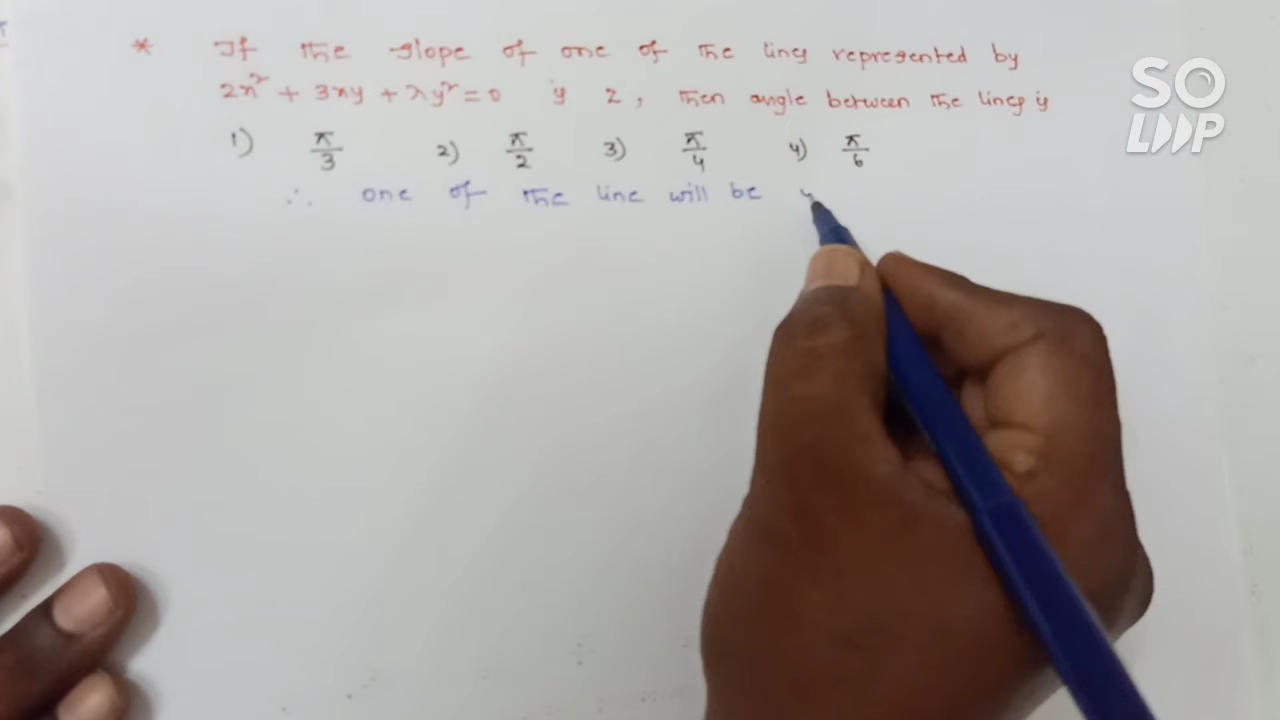 * If the slope of one of the lines represented by
2x² + 3xy + λy² = 0 is 2, then angle between the lines is
1) π/3 2) π/2 3) π/4 4) π/6
∴ one of the line will be y
SO
LOOP